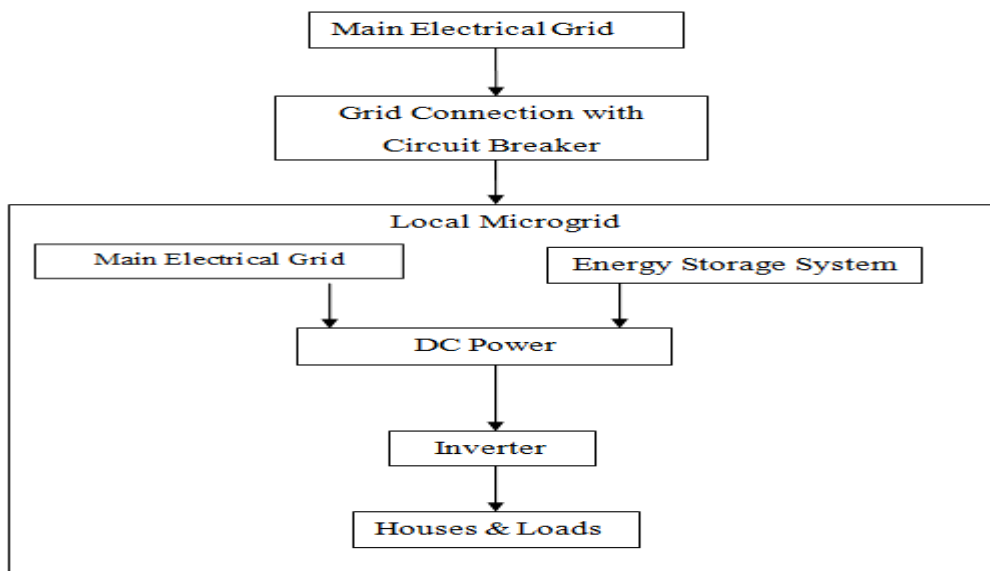 Main Electrical Grid
Grid Connection with
Circuit Breaker
Local Microgrid
Main Electrical Grid
Energy Storage System
DC Power
Inverter
Houses & Loads